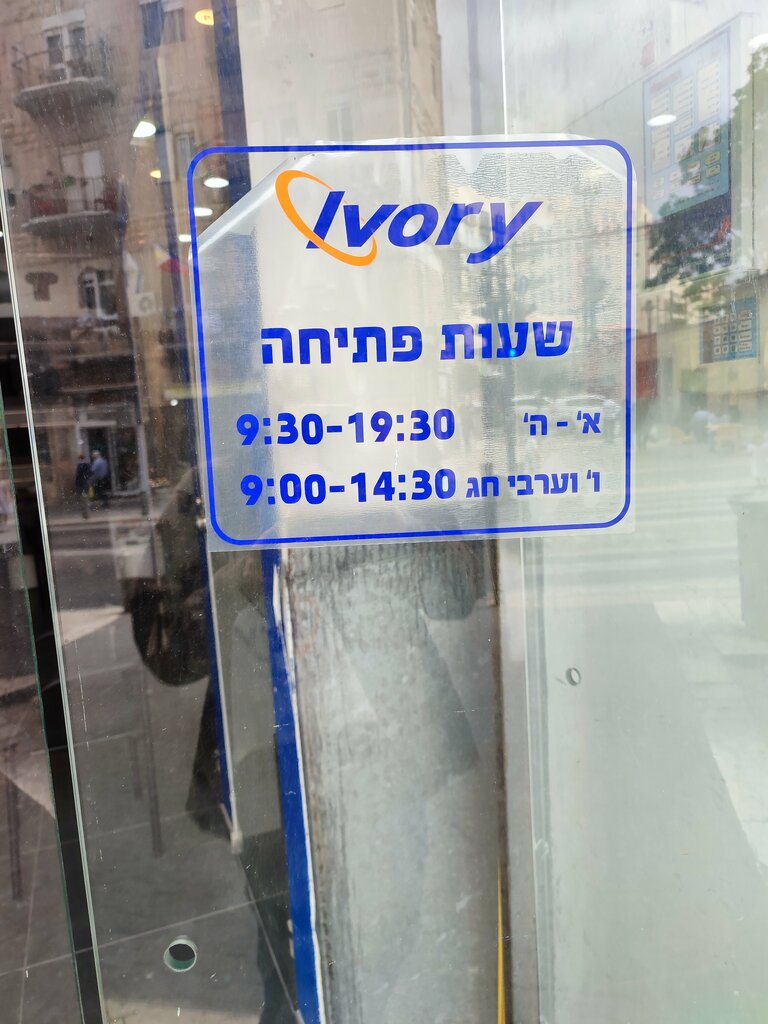 Ivory
שעות פתיחה
א' - ה' 9:30-19:30
ו' וערבי חג 9:00-14:30